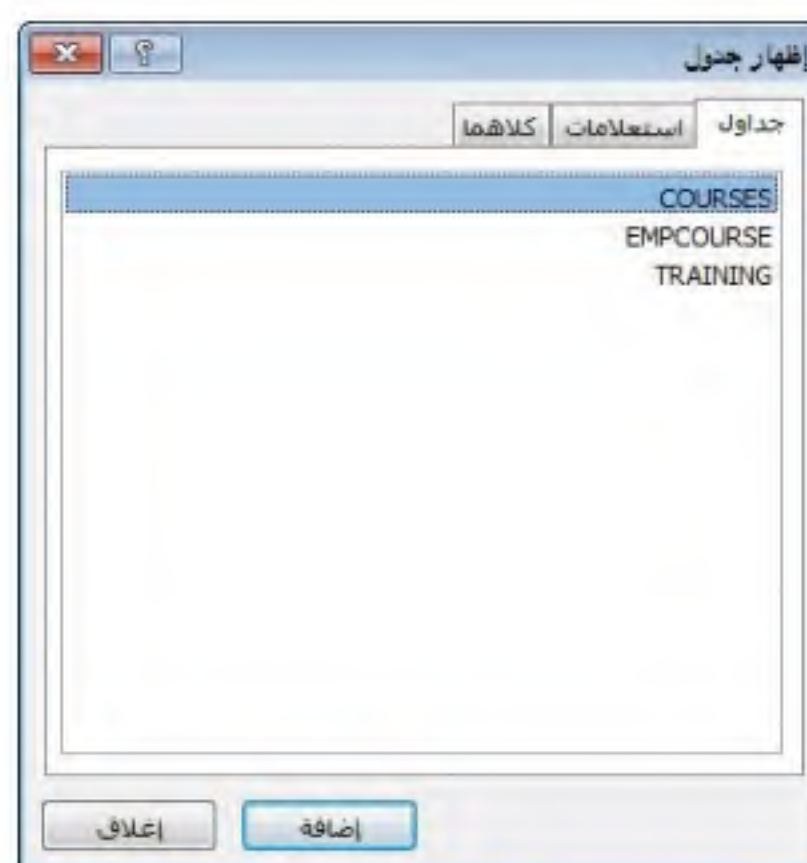 إظهار جدول
جداول استعلامات كلاهما
COURSES
EMPCOURSE
TRAINING
إضافة إغلاق